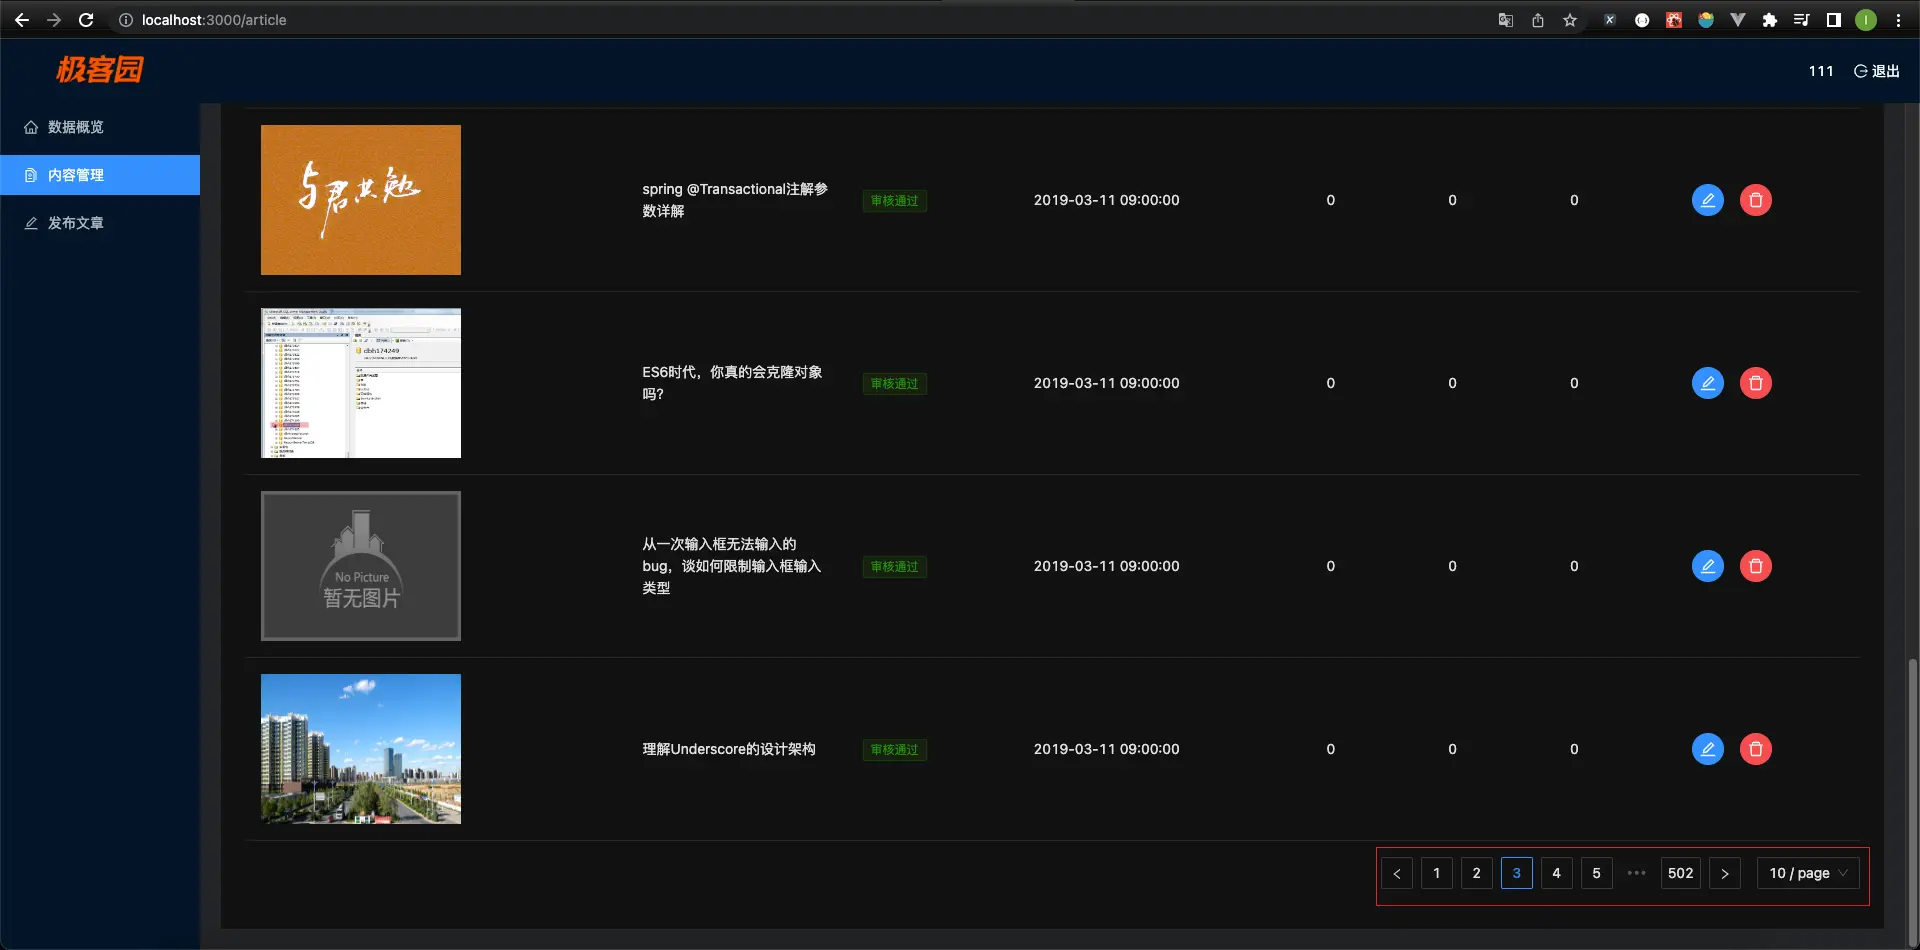 localhost:3000/article
极客园
111
退出
数据概览
内容管理
发布文章
与君共勉
spring @Transactional注解参
数详解
审核通过
2019-03-11 09:00:00
0
0
0
dbh174249
ES6时代，你真的会克隆对象
吗？
审核通过
2019-03-11 09:00:00
0
0
0
No Picture
暂无图片
从一次输入框无法输入的
bug，谈如何限制输入框输入
类型
审核通过
2019-03-11 09:00:00
0
0
0
理解Underscore的设计架构
审核通过
2019-03-11 09:00:00
0
0
0
< 1 2 3 4 5 ••• 502 > 10 / page